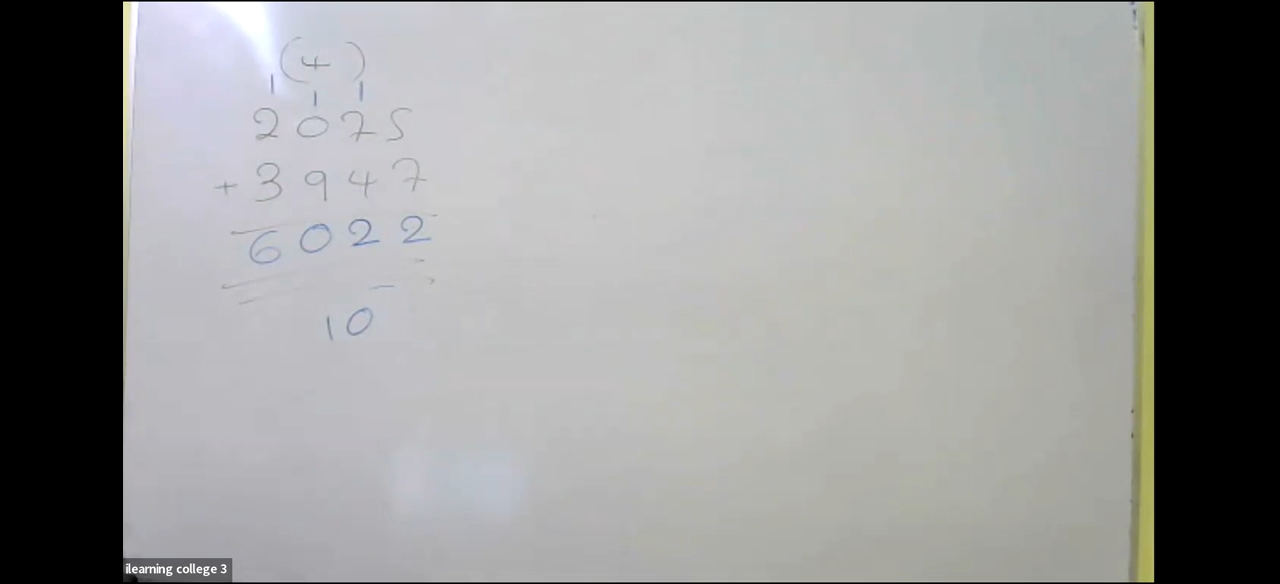 (4)
1 1 1
2075
+ 3947
6022
10
ilearning college 3